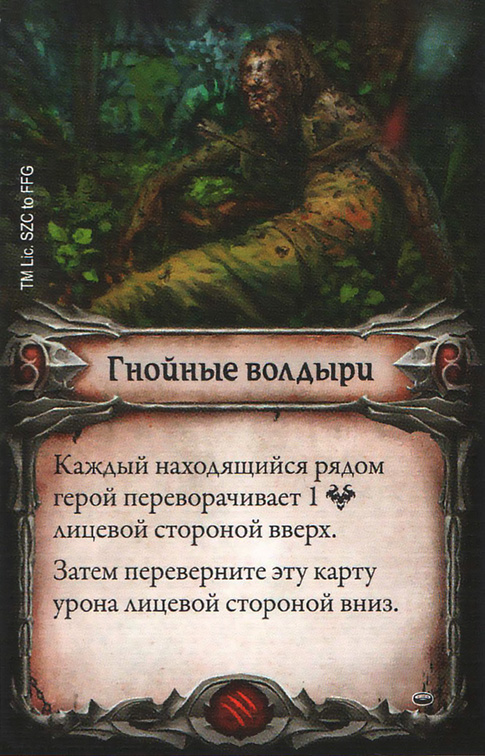 TM Lic. SZC to FFG
Гнойные волдыри
Каждый находящийся рядом
герой переворачивает 1
лицевой стороной вверх.
Затем переверните эту карту
урона лицевой стороной вниз.